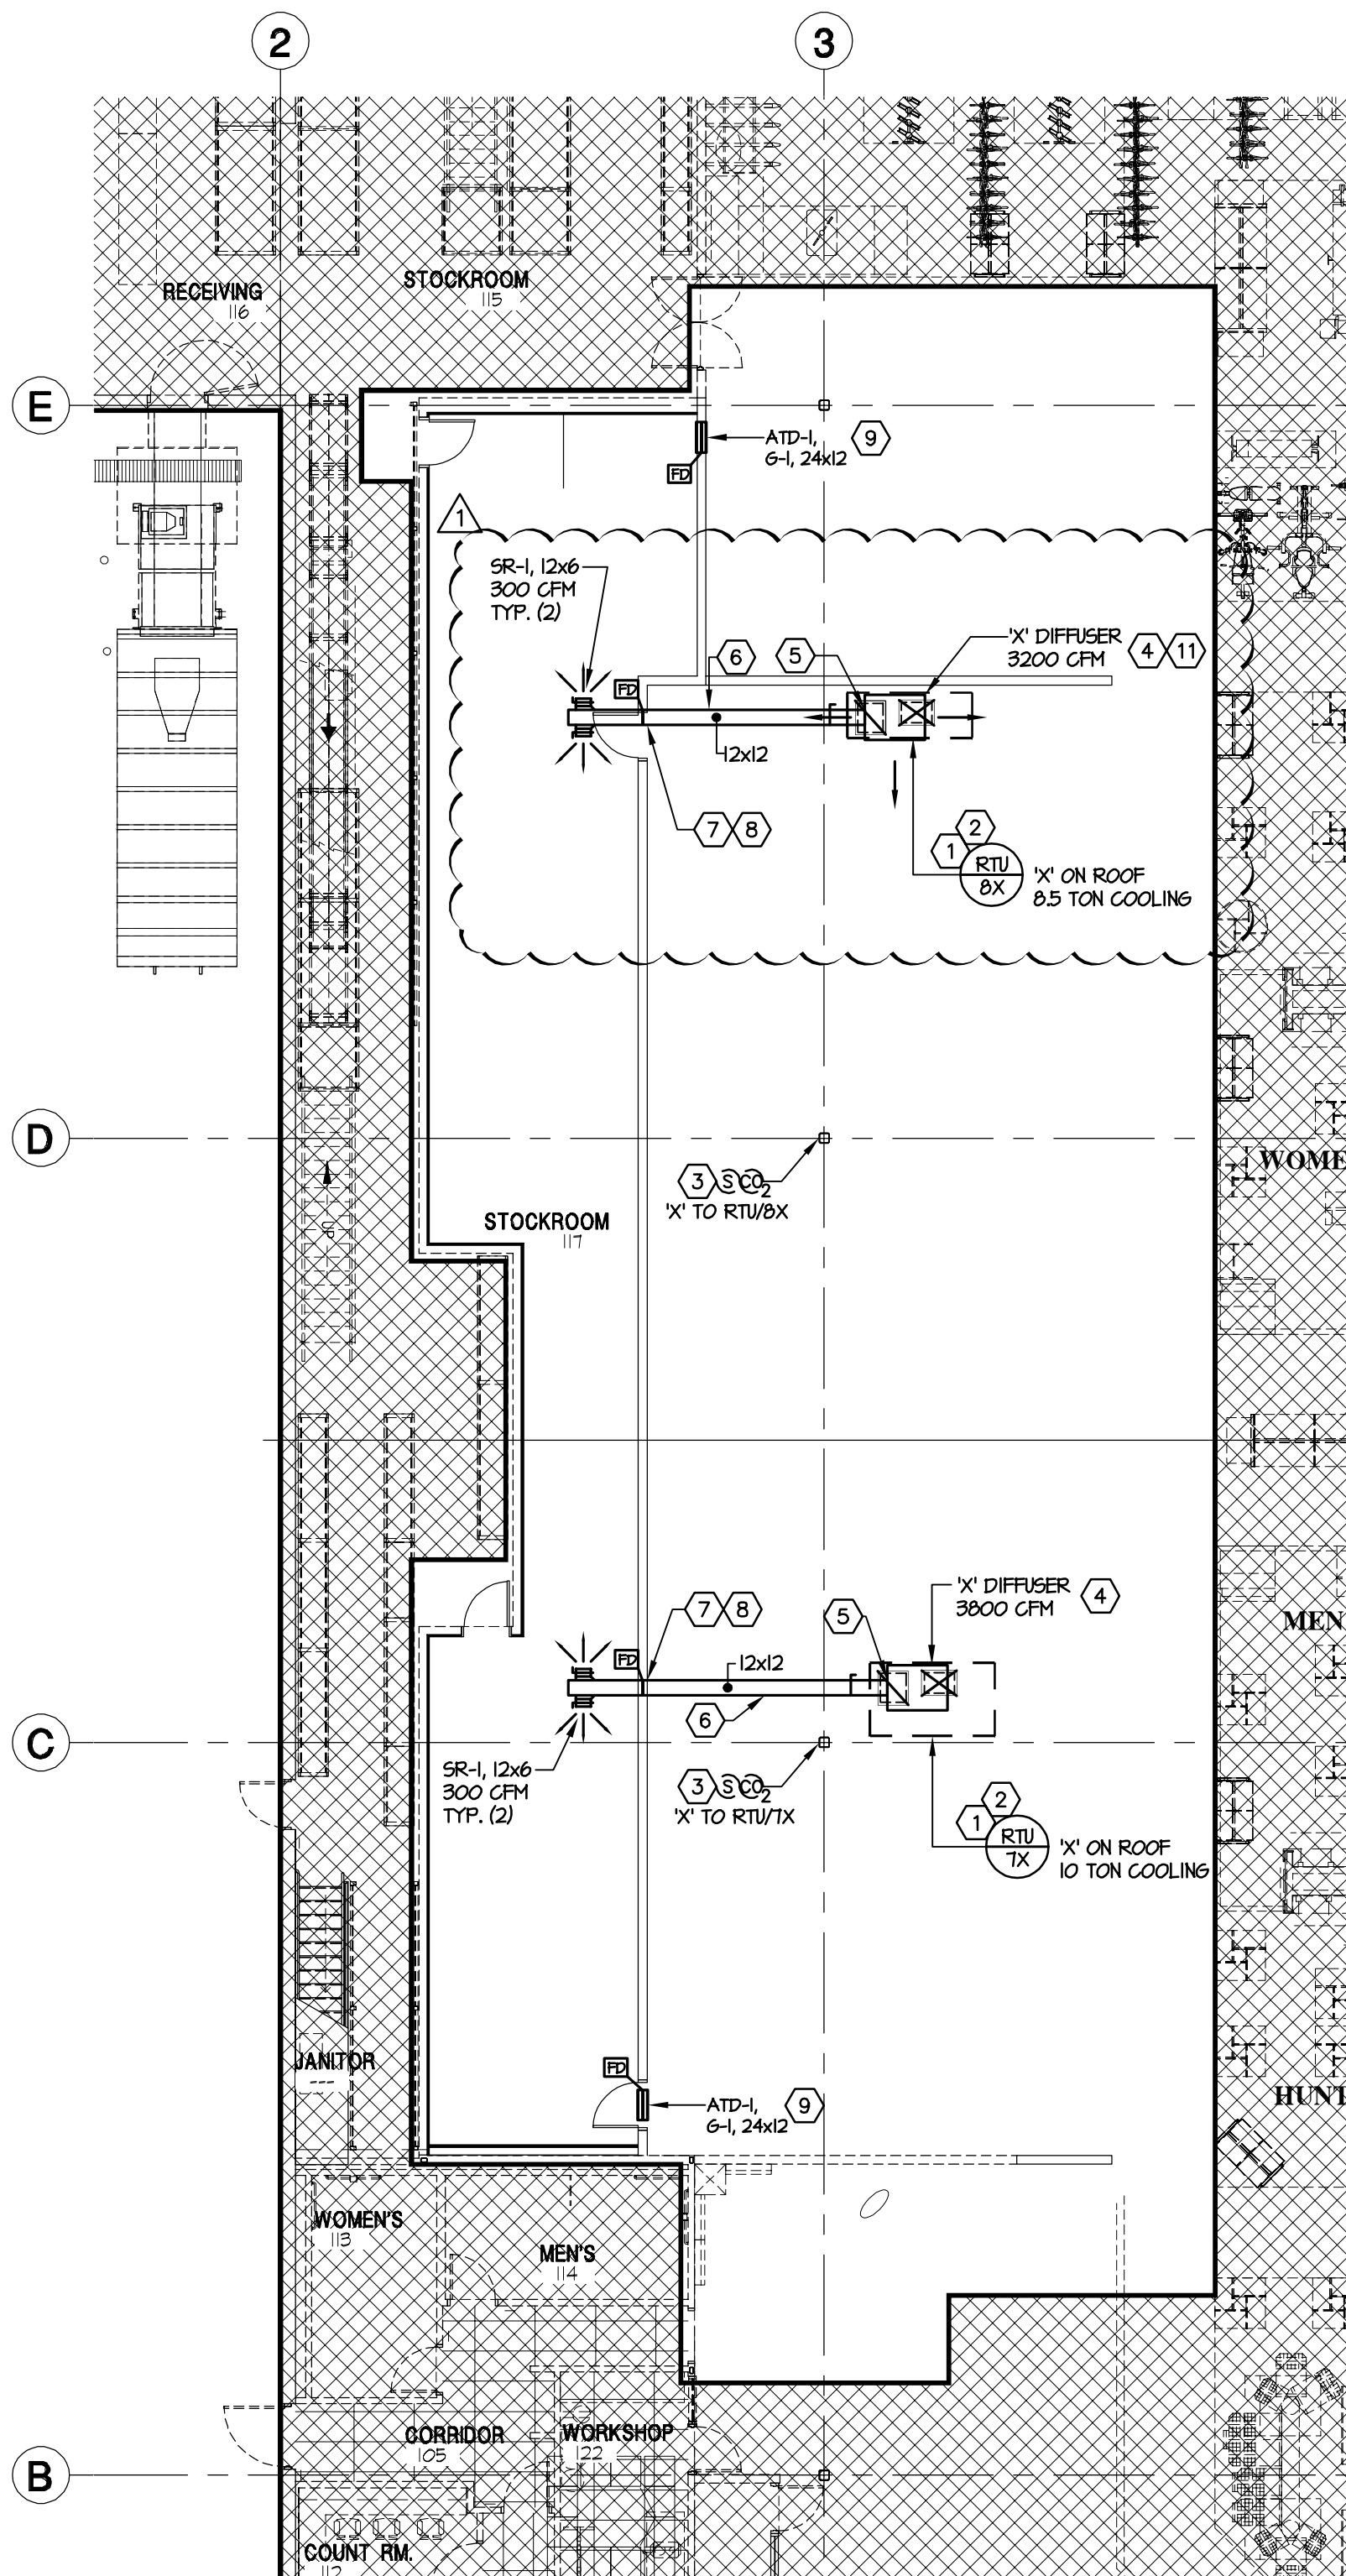 2
3
RECEIVING
116
STOCKROOM
115
E
ATD-1,
G-1, 24x12
9
FD
1
SR-1, 12x6
300 CFM
TYP. (2)
6
5
'X' DIFFUSER
3200 CFM
4
11
FD
12x12
7
8
2
1
RTU
8X
'X' ON ROOF
8.5 TON COOLING
D
3
S CO2
'X' TO RTU/8X
WOME
UP
STOCKROOM
117
7
8
5
'X' DIFFUSER
3800 CFM
4
MEN
FD
12x12
6
C
SR-1, 12x6
300 CFM
TYP. (2)
3
S CO2
'X' TO RTU/7X
2
1
RTU
7X
'X' ON ROOF
10 TON COOLING
JANITOR
---
FD
ATD-1,
G-1, 24x12
9
HUNT
WOMEN'S
113
MEN'S
114
CORRIDOR
105
WORKSHOP
122
B
COUNT RM.
112